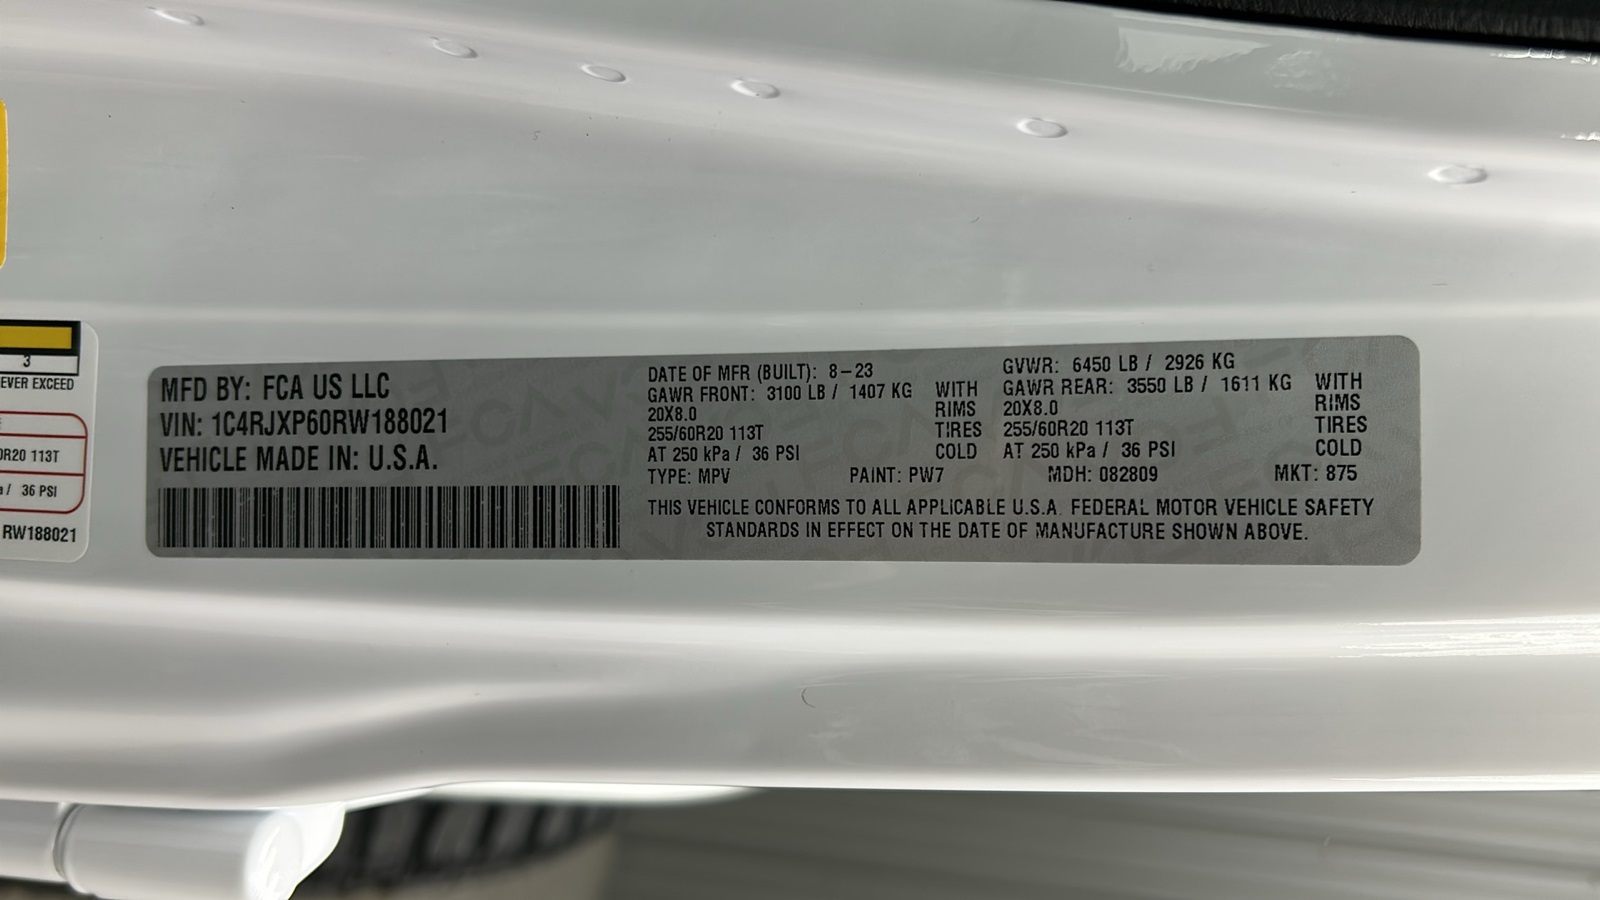 3
EVER EXCEED
0R20 113T
a / 36 PSI
RW188021
MFD BY: FCA US LLC
VIN: 1C4RJXP60RW188021
VEHICLE MADE IN: U.S.A.
DATE OF MFR (BUILT): 8-23
GAWR FRONT: 3100 LB / 1407 KG WITH
20X8.0 RIMS
255/60R20 113T TIRES
AT 250 kPa / 36 PSI COLD
GVWR: 6450 LB / 2926 KG
GAWR REAR: 3550 LB / 1611 KG WITH
20X8.0 RIMS
255/60R20 113T TIRES
AT 250 kPa / 36 PSI COLD
TYPE: MPV PAINT: PW7 MDH: 082809 MKT: 875
THIS VEHICLE CONFORMS TO ALL APPLICABLE U.S.A. FEDERAL MOTOR VEHICLE SAFETY
STANDARDS IN EFFECT ON THE DATE OF MANUFACTURE SHOWN ABOVE.